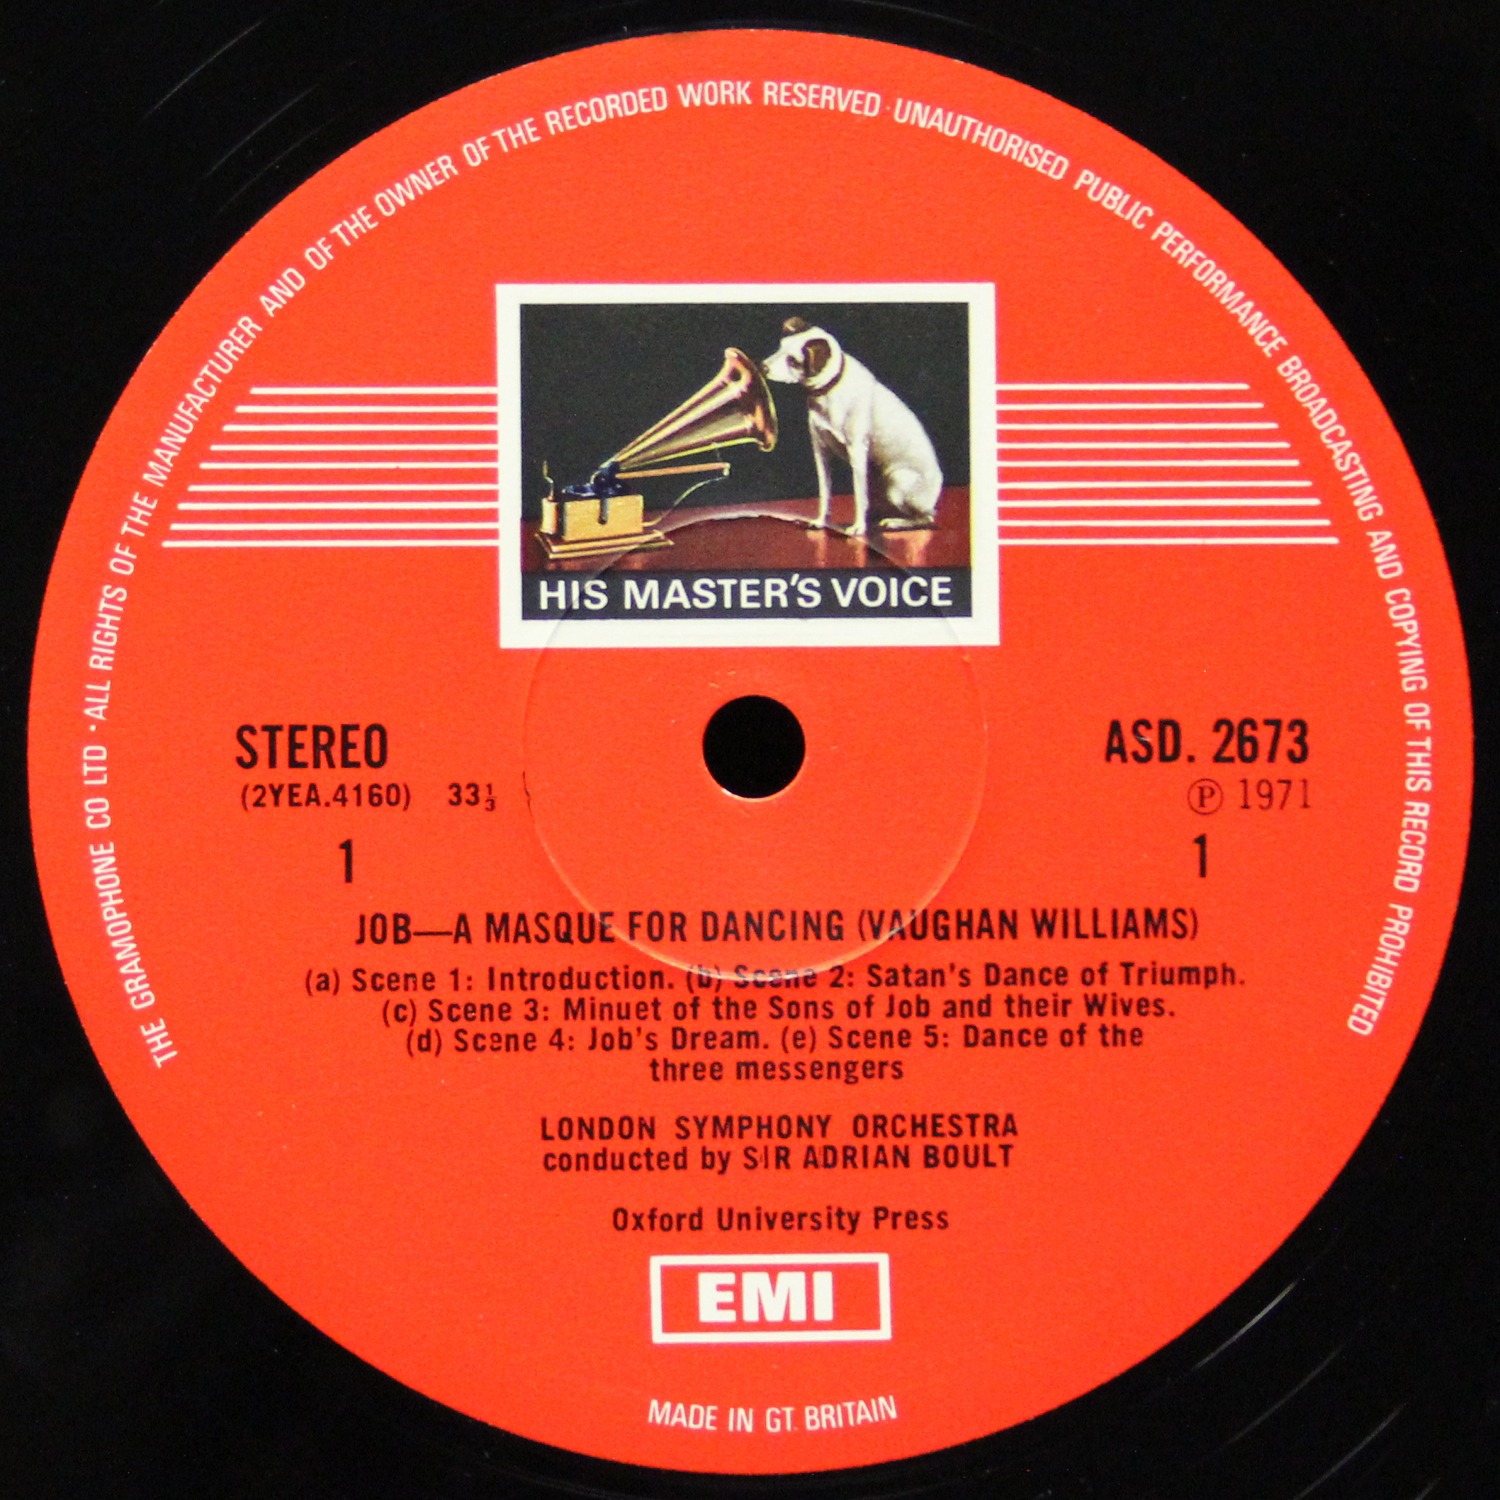 THE GRAMOPHONE CO LTD · ALL RIGHTS OF THE MANUFACTURER AND OF THE OWNER OF THE RECORDED WORK RESERVED · UNAUTHORISED PUBLIC PERFORMANCE BROADCASTING AND COPYING OF THIS RECORD PROHIBITED
HIS MASTER'S VOICE
STEREO ASD. 2673
(2YEA.4160) 33⅓ ℗ 1971
1 1
JOB—A MASQUE FOR DANCING (VAUGHAN WILLIAMS)
(a) Scene 1: Introduction. (b) Scene 2: Satan's Dance of Triumph.
(c) Scene 3: Minuet of the Sons of Job and their Wives.
(d) Scene 4: Job's Dream. (e) Scene 5: Dance of the
three messengers
LONDON SYMPHONY ORCHESTRA
conducted by SIR ADRIAN BOULT
Oxford University Press
EMI
MADE IN GT. BRITAIN